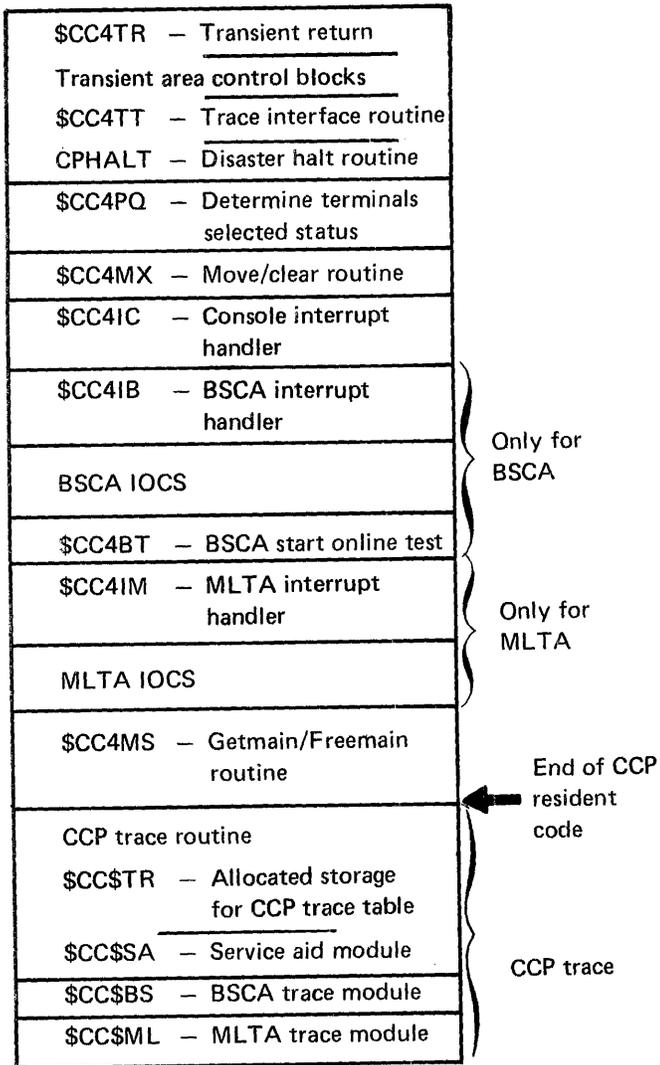 $CC4TR — Transient return
Transient area control blocks
$CC4TT — Trace interface routine
CPHALT — Disaster halt routine
$CC4PQ — Determine terminals
selected status
$CC4MX — Move/clear routine
$CC4IC — Console interrupt
handler
$CC4IB — BSCA interrupt
handler
Only for
BSCA
BSCA IOCS
$CC4BT — BSCA start online test
$CC4IM — MLTA interrupt
handler
Only for
MLTA
MLTA IOCS
$CC4MS — Getmain/Freemain
routine
End of CCP
resident
code
CCP trace routine
$CC$TR — Allocated storage
for CCP trace table
$CC$SA — Service aid module
CCP trace
$CC$BS — BSCA trace module
$CC$ML — MLTA trace module